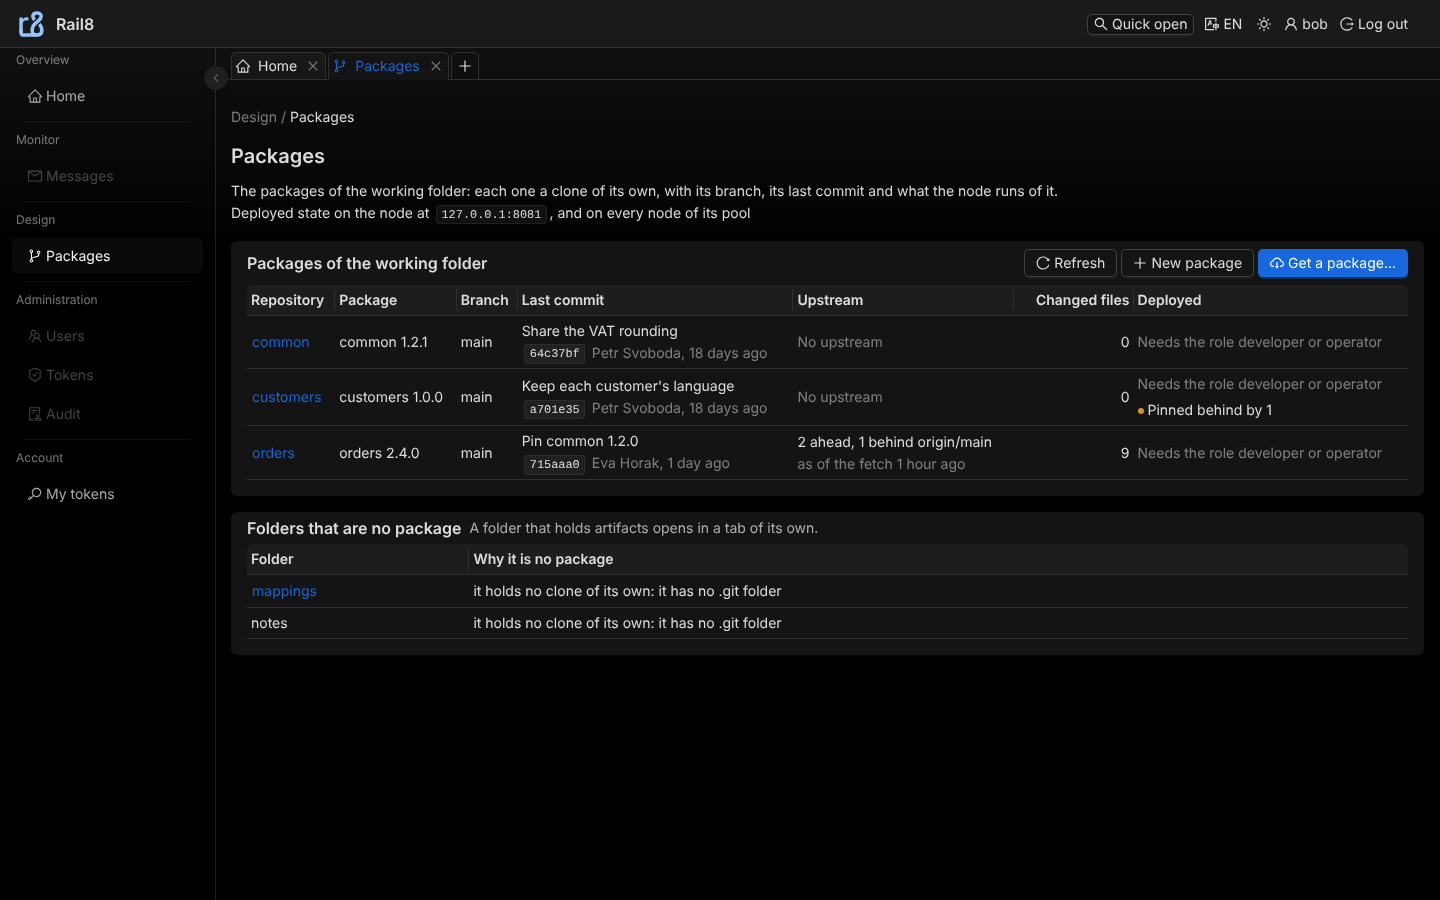 Rail8
Quick open
EN
bob
Log out
Overview
Home
Monitor
Messages
Design
Packages
Administration
Users
Tokens
Audit
Account
My tokens
Home
Packages
Design / Packages
Packages
The packages of the working folder: each one a clone of its own, with its branch, its last commit and what the node runs of it.
Deployed state on the node at 127.0.0.1:8081, and on every node of its pool
Packages of the working folder
Refresh
New package
Get a package...
Repository Package Branch Last commit Upstream Changed files Deployed
common common 1.2.1 main Share the VAT rounding No upstream 0 Needs the role developer or operator
64c37bf Petr Svoboda, 18 days ago
customers customers 1.0.0 main Keep each customer's language No upstream 0 Needs the role developer or operator
a701e35 Petr Svoboda, 18 days ago Pinned behind by 1
orders orders 2.4.0 main Pin common 1.2.0 2 ahead, 1 behind origin/main 9 Needs the role developer or operator
715aaa0 Eva Horak, 1 day ago as of the fetch 1 hour ago
Folders that are no package A folder that holds artifacts opens in a tab of its own.
Folder Why it is no package
mappings it holds no clone of its own: it has no .git folder
notes it holds no clone of its own: it has no .git folder